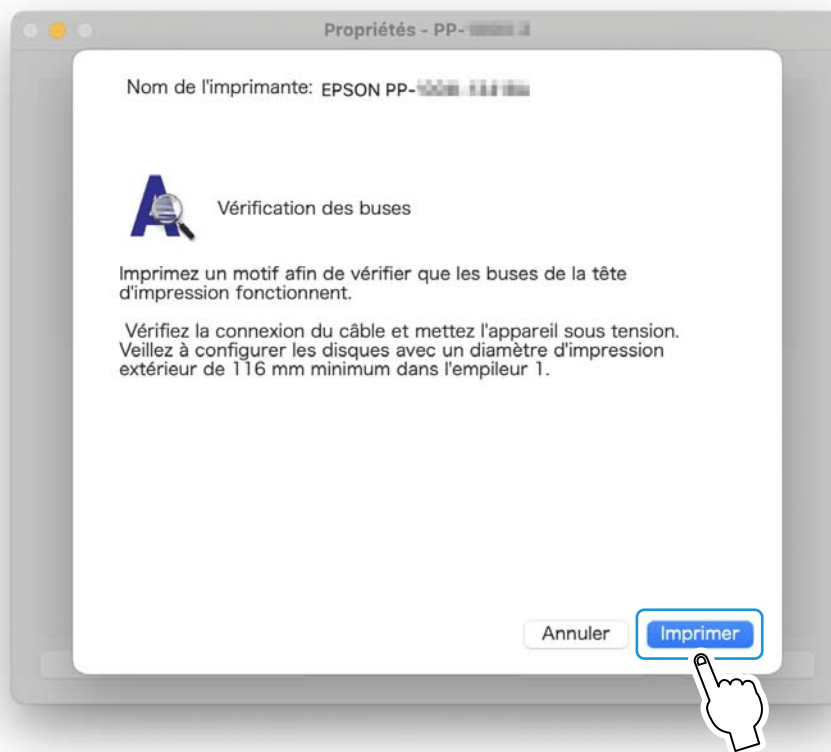 Propriétés - PP-
Nom de l'imprimante: EPSON PP-
Vérification des buses
Imprimez un motif afin de vérifier que les buses de la tête
d'impression fonctionnent.
Vérifiez la connexion du câble et mettez l'appareil sous tension.
Veillez à configurer les disques avec un diamètre d'impression
extérieur de 116 mm minimum dans l'empileur 1.
Annuler Imprimer